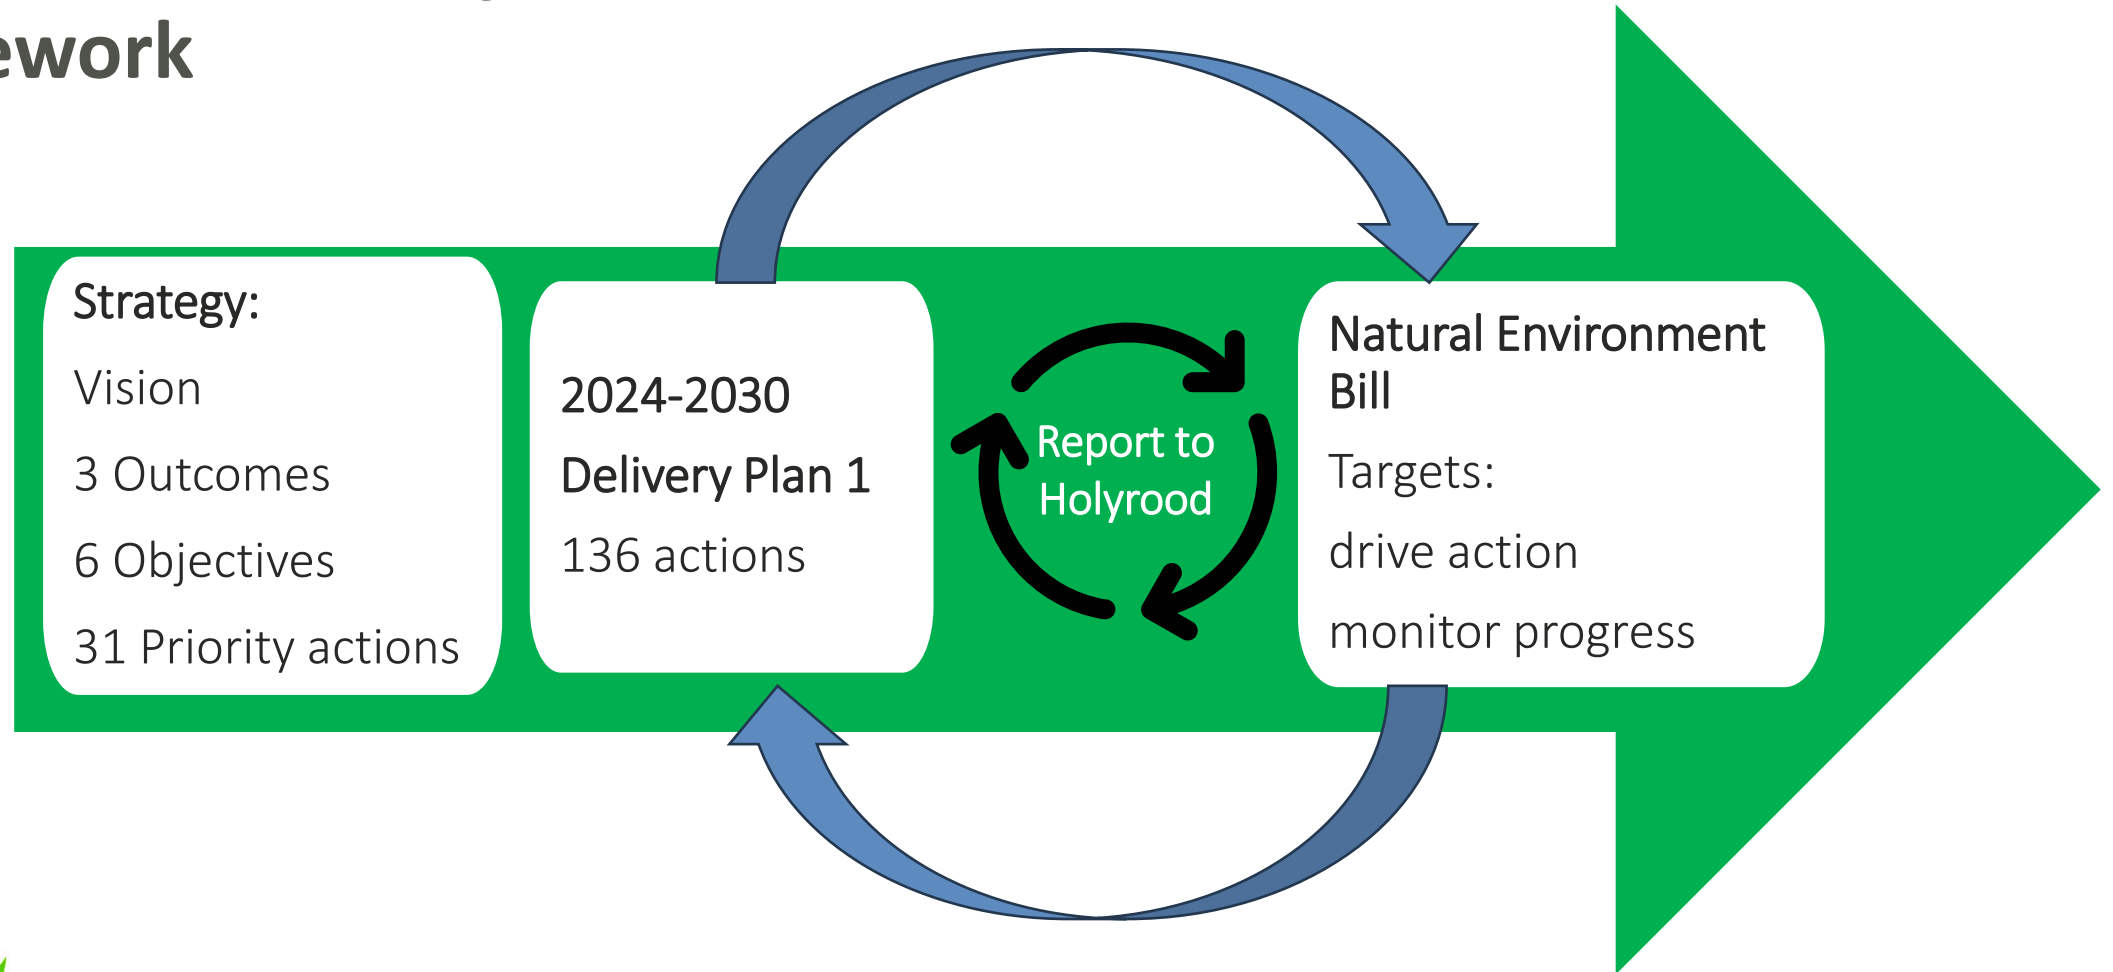 ework
Strategy:
Vision
3 Outcomes
6 Objectives
31 Priority actions
2024-2030
Delivery Plan 1
136 actions
Report to
Holyrood
Natural Environment
Bill
Targets:
drive action
monitor progress